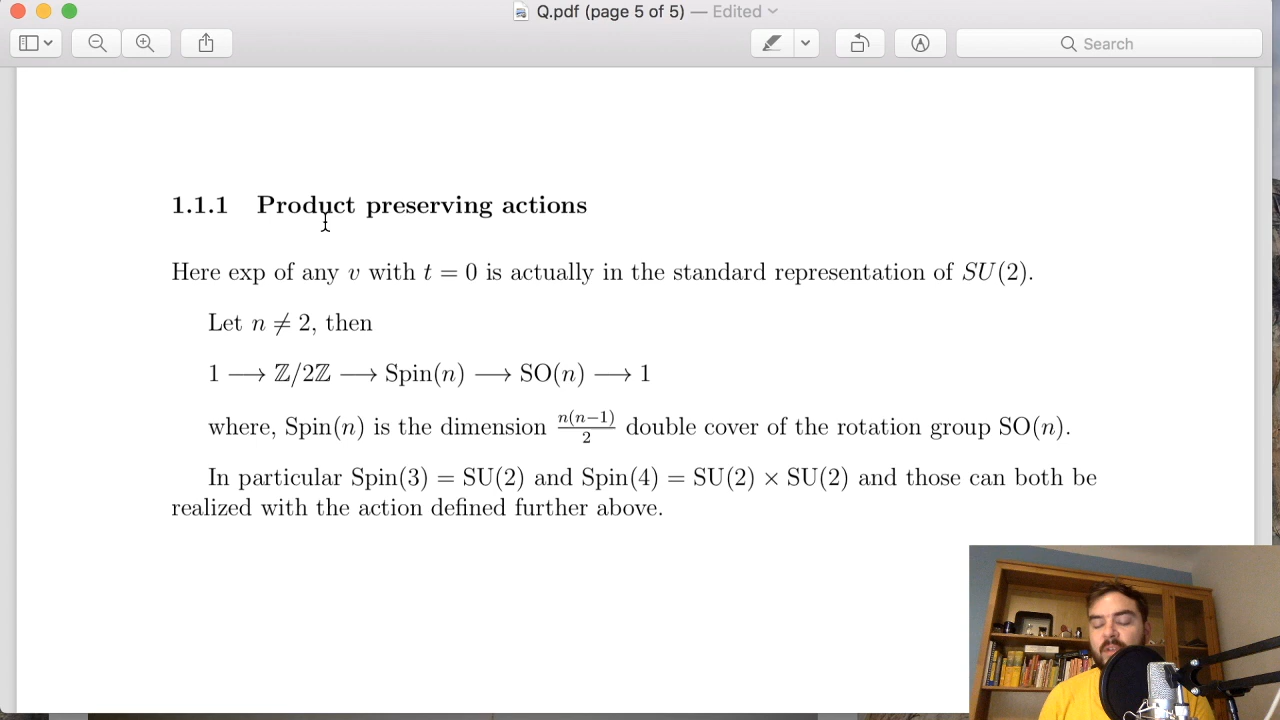 Q.pdf (page 5 of 5) — Edited
Search
1.1.1 Product preserving actions
Here exp of any v with t = 0 is actually in the standard representation of SU(2).
Let n ≠ 2, then
1 ⟶ ℤ/2ℤ ⟶ Spin(n) ⟶ SO(n) ⟶ 1
where, Spin(n) is the dimension n(n−1)/2 double cover of the rotation group SO(n).
In particular Spin(3) = SU(2) and Spin(4) = SU(2) × SU(2) and those can both be
realized with the action defined further above.